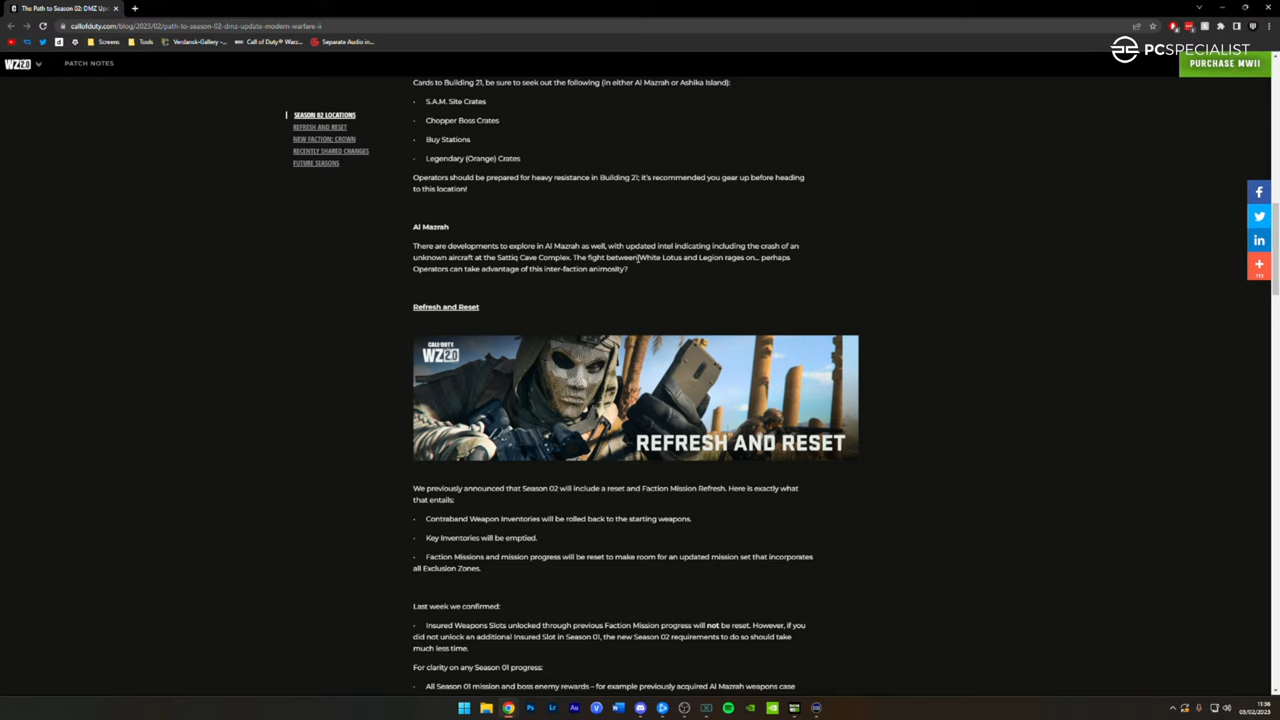 The Path to Season 02: DMZ Up
callofduty.com/blog/2023/02/path-to-season-02-dmz-update-modern-warfare-ii
Screens
Tools
Verdansk-Gallery -...
Call of Duty® Warz...
Separate Audio in...
PCSPECIALIST
WZ2.0
PATCH NOTES
PURCHASE MWII
SEASON 02 LOCATIONS
REFRESH AND RESET
NEW FACTION: CROWN
RECENTLY SHARED CHANGES
FUTURE SEASONS
Cards to Building 21, be sure to seek out the following (in either Al Mazrah or Ashika Island):
· S.A.M. Site Crates
· Chopper Boss Crates
· Buy Stations
· Legendary (Orange) Crates
Operators should be prepared for heavy resistance in Building 21; it's recommended you gear up before heading
to this location!
Al Mazrah
There are developments to explore in Al Mazrah as well, with updated intel indicating including the crash of an
unknown aircraft at the Sattiq Cave Complex. The fight between White Lotus and Legion rages on... perhaps
Operators can take advantage of this inter-faction animosity?
Refresh and Reset
CALL OF DUTY
WZ2.0
REFRESH AND RESET
We previously announced that Season 02 will include a reset and Faction Mission Refresh. Here is exactly what
that entails:
· Contraband Weapon Inventories will be rolled back to the starting weapons.
· Key Inventories will be emptied.
· Faction Missions and mission progress will be reset to make room for an updated mission set that incorporates
all Exclusion Zones.
Last week we confirmed:
· Insured Weapons Slots unlocked through previous Faction Mission progress will not be reset. However, if you
did not unlock an additional Insured Slot in Season 01, the new Season 02 requirements to do so should take
much less time.
For clarity on any Season 01 progress:
· All Season 01 mission and boss enemy rewards – for example previously acquired Al Mazrah weapons case
11:36
03/02/2023